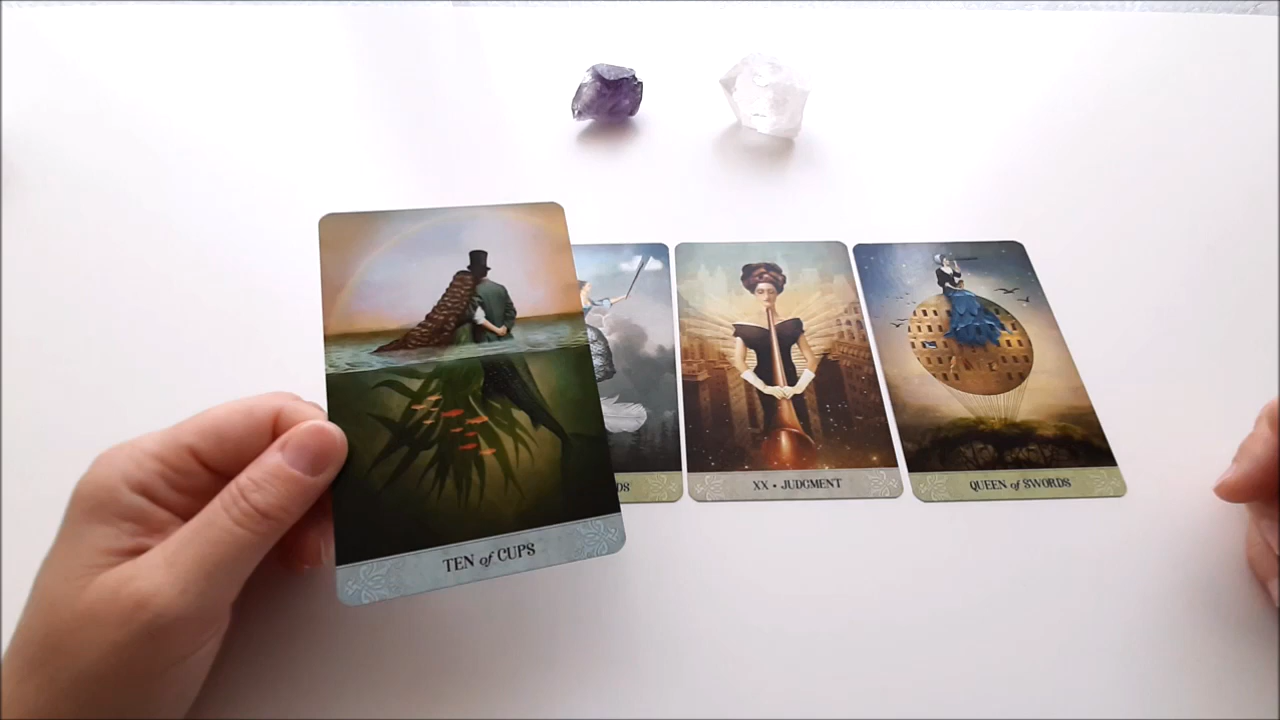 TEN of CUPS
XX • JUDGMENT
QUEEN of SWORDS